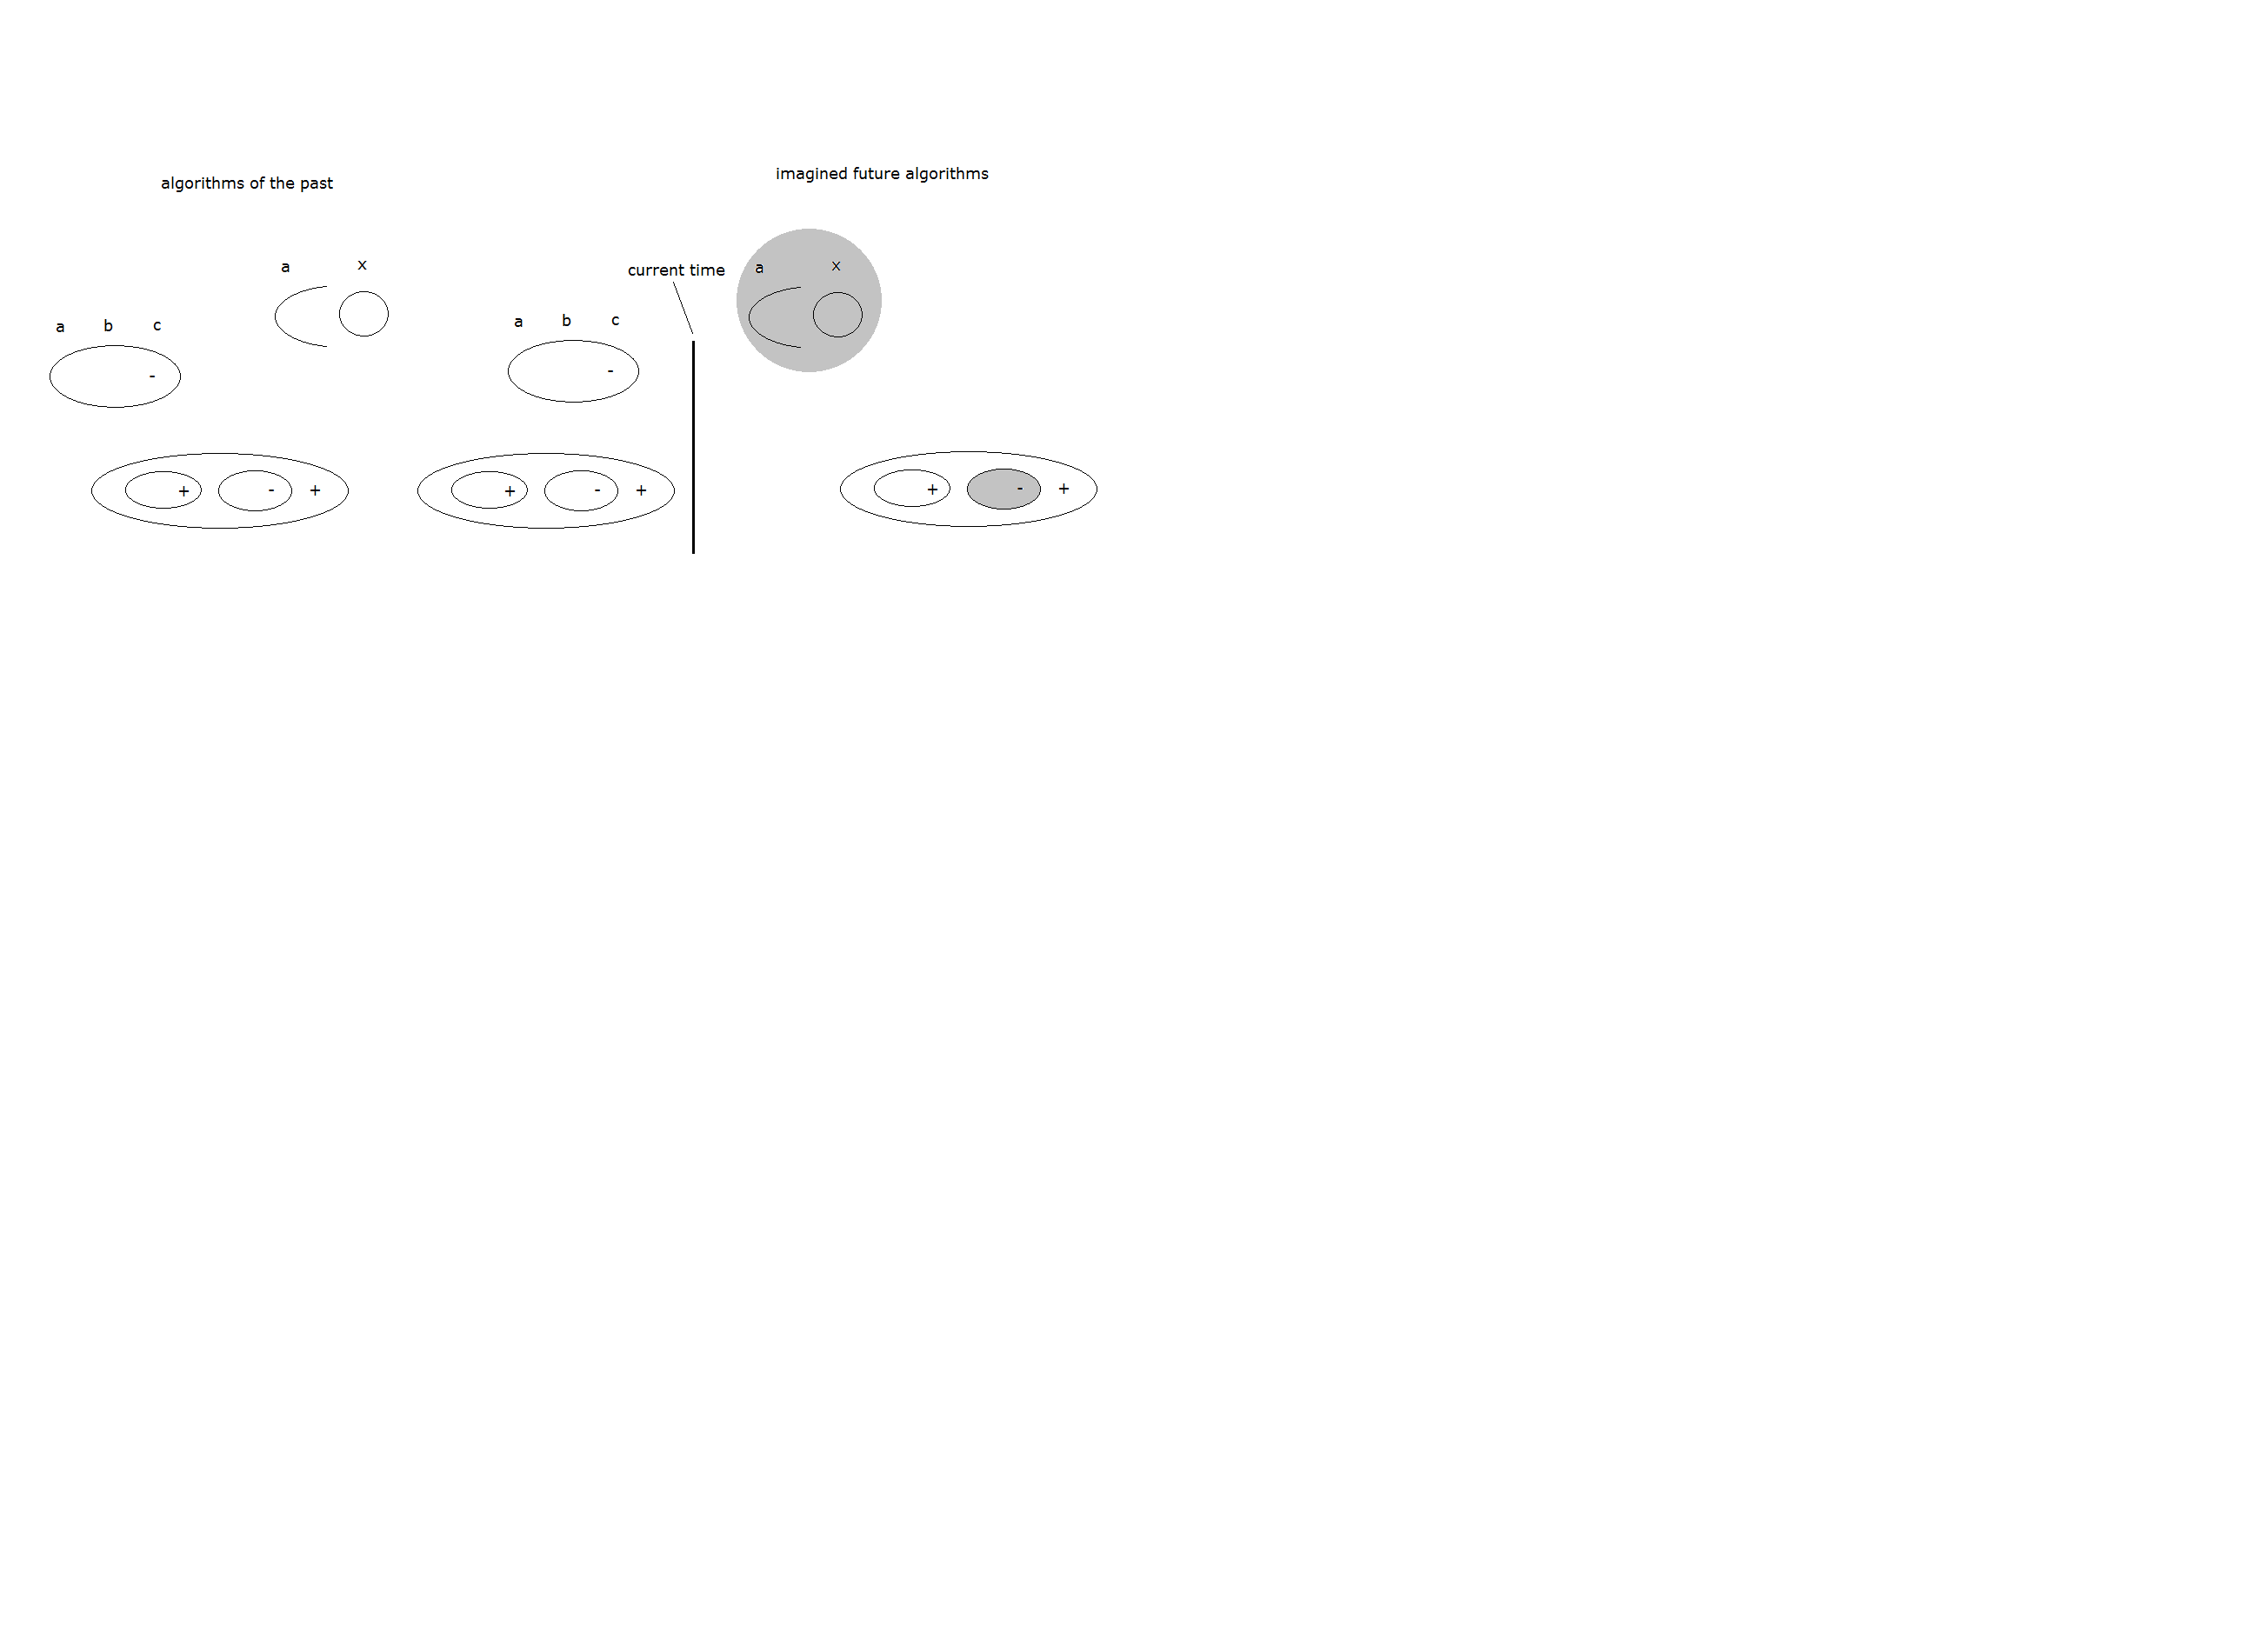 imagined future algorithms
algorithms of the past
a x
current time
a x
a b c
a b c
-
-
+ - +
+ - +
+ - +